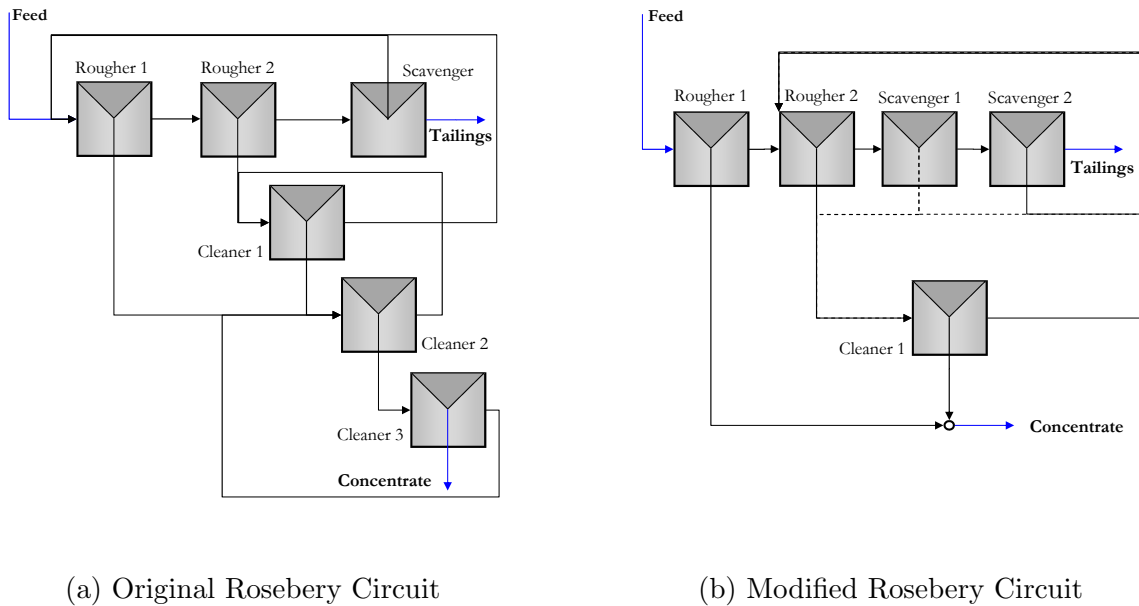 Feed
Rougher 1
Rougher 2
Scavenger
Tailings
Cleaner 1
Cleaner 2
Cleaner 3
Concentrate
(a) Original Rosebery Circuit
Feed
Rougher 1
Rougher 2
Scavenger 1
Scavenger 2
Tailings
Cleaner 1
Concentrate
(b) Modified Rosebery Circuit